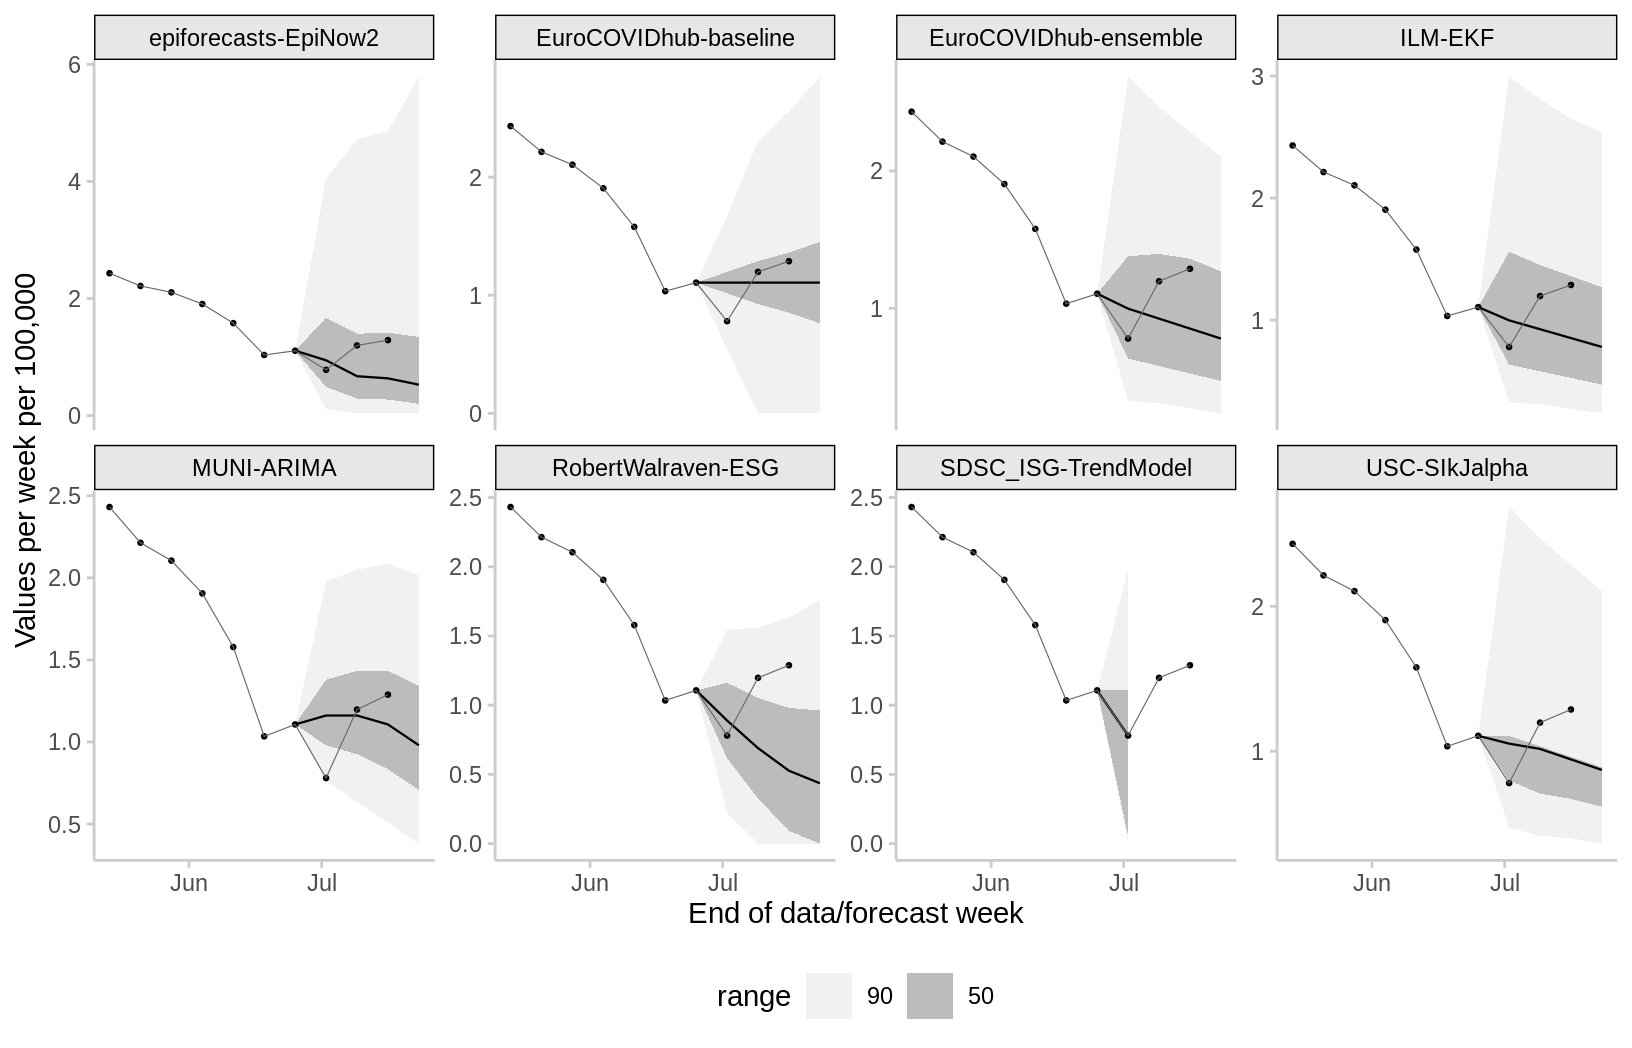 epiforecasts-EpiNow2
EuroCOVIDhub-baseline
EuroCOVIDhub-ensemble
ILM-EKF
6
4
2
0
2
1
0
2
1
3
2
1
Values per week per 100,000
MUNI-ARIMA
RobertWalraven-ESG
SDSC_ISG-TrendModel
USC-SIkJalpha
2.5
2.0
1.5
1.0
0.5
2.5
2.0
1.5
1.0
0.5
0.0
2.5
2.0
1.5
1.0
0.5
0.0
2
1
Jun Jul
Jun Jul
Jun Jul
Jun Jul
End of data/forecast week
range 90 50